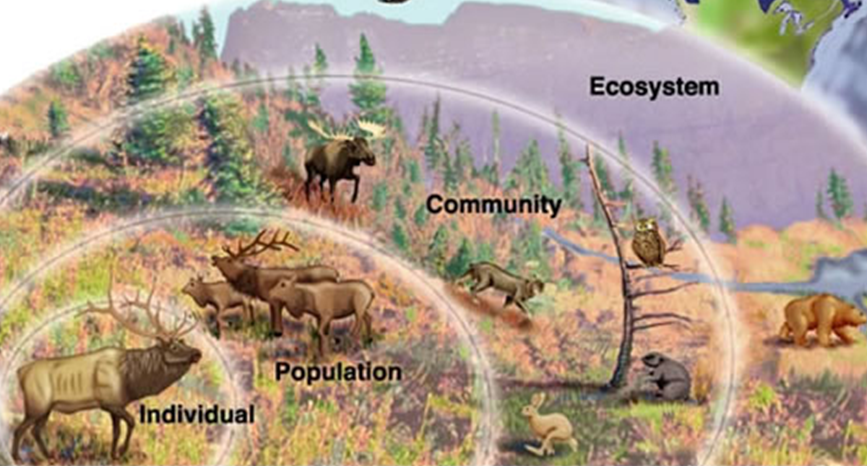 Ecosystem
Community
Population
Individual